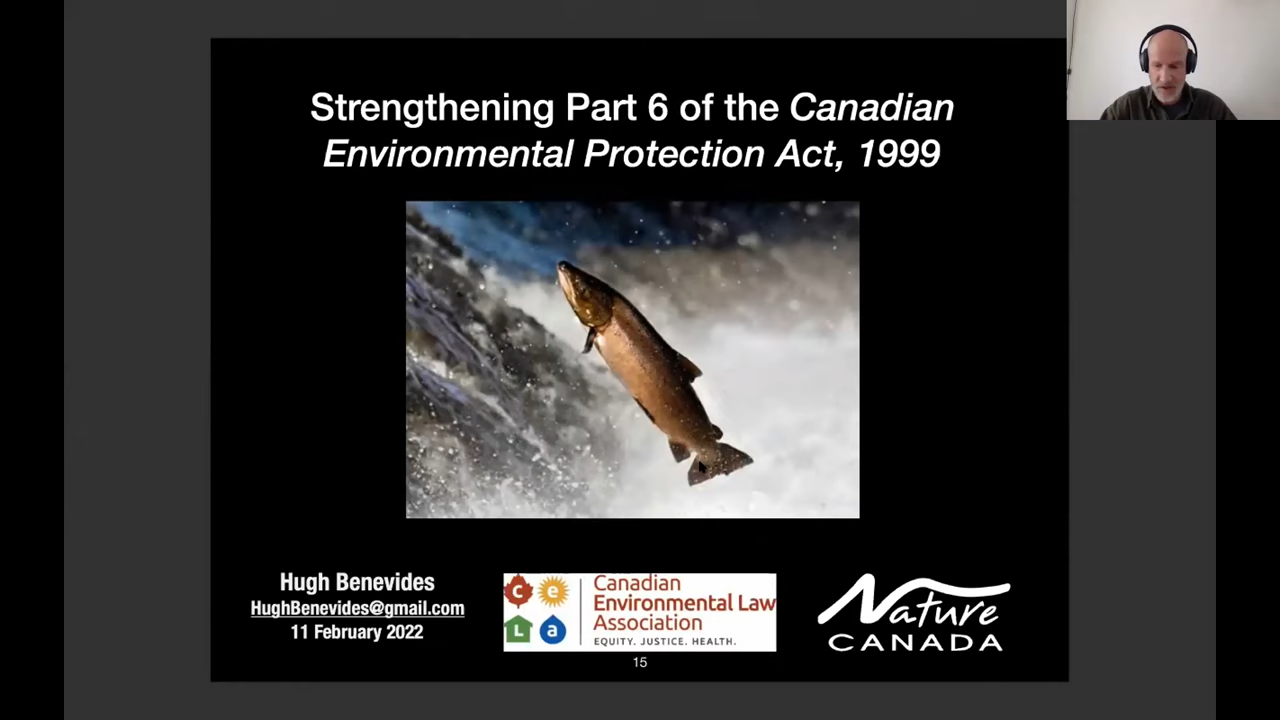 Strengthening Part 6 of the Canadian
Environmental Protection Act, 1999
Hugh Benevides
HughBenevides@gmail.com
11 February 2022
c e
L a
Canadian
Environmental Law
Association
EQUITY. JUSTICE. HEALTH.
Nature
CANADA
15